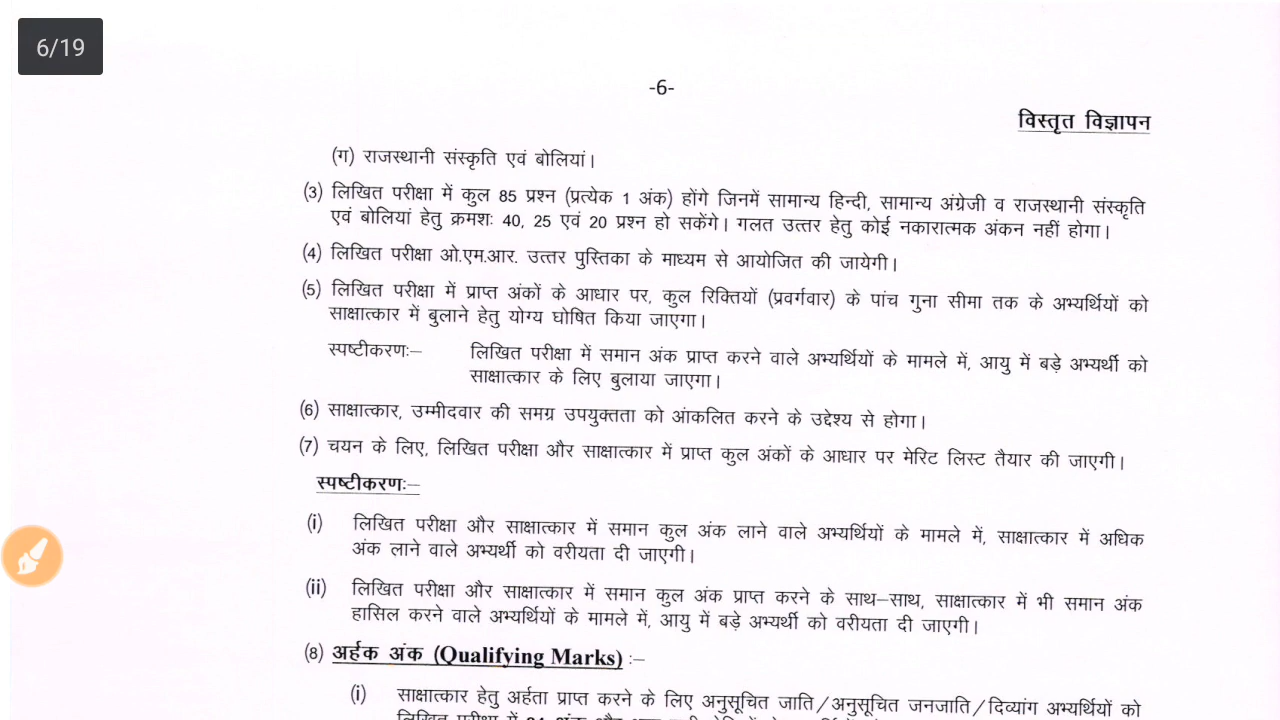 6/19
-6-
विस्तृत विज्ञापन
(ग) राजस्थानी संस्कृति एवं बोलियां।
(3) लिखित परीक्षा में कुल 85 प्रश्न (प्रत्येक 1 अंक) होंगे जिनमें सामान्य हिन्दी, सामान्य अंग्रेजी व राजस्थानी संस्कृति
एवं बोलियां हेतु क्रमशः 40, 25 एवं 20 प्रश्न हो सकेंगे। गलत उत्तर हेतु कोई नकारात्मक अंकन नहीं होगा।
(4) लिखित परीक्षा ओ.एम.आर. उत्तर पुस्तिका के माध्यम से आयोजित की जायेगी।
(5) लिखित परीक्षा में प्राप्त अंकों के आधार पर, कुल रिक्तियों (प्रवर्गवार) के पांच गुना सीमा तक के अभ्यर्थियों को
साक्षात्कार में बुलाने हेतु योग्य घोषित किया जाएगा।
स्पष्टीकरणः– लिखित परीक्षा में समान अंक प्राप्त करने वाले अभ्यर्थियों के मामले में, आयु में बड़े अभ्यर्थी को
साक्षात्कार के लिए बुलाया जाएगा।
(6) साक्षात्कार, उम्मीदवार की समग्र उपयुक्तता को आंकलित करने के उद्देश्य से होगा।
(7) चयन के लिए, लिखित परीक्षा और साक्षात्कार में प्राप्त कुल अंकों के आधार पर मेरिट लिस्ट तैयार की जाएगी।
स्पष्टीकरणः–
(i) लिखित परीक्षा और साक्षात्कार में समान कुल अंक लाने वाले अभ्यर्थियों के मामले में, साक्षात्कार में अधिक
अंक लाने वाले अभ्यर्थी को वरीयता दी जाएगी।
(ii) लिखित परीक्षा और साक्षात्कार में समान कुल अंक प्राप्त करने के साथ–साथ, साक्षात्कार में भी समान अंक
हासिल करने वाले अभ्यर्थियों के मामले में, आयु में बड़े अभ्यर्थी को वरीयता दी जाएगी।
(8) अर्हक अंक (Qualifying Marks) :–
(i) साक्षात्कार हेतु अर्हता प्राप्त करने के लिए अनुसूचित जाति/अनुसूचित जनजाति/दिव्यांग अभ्यर्थियों को